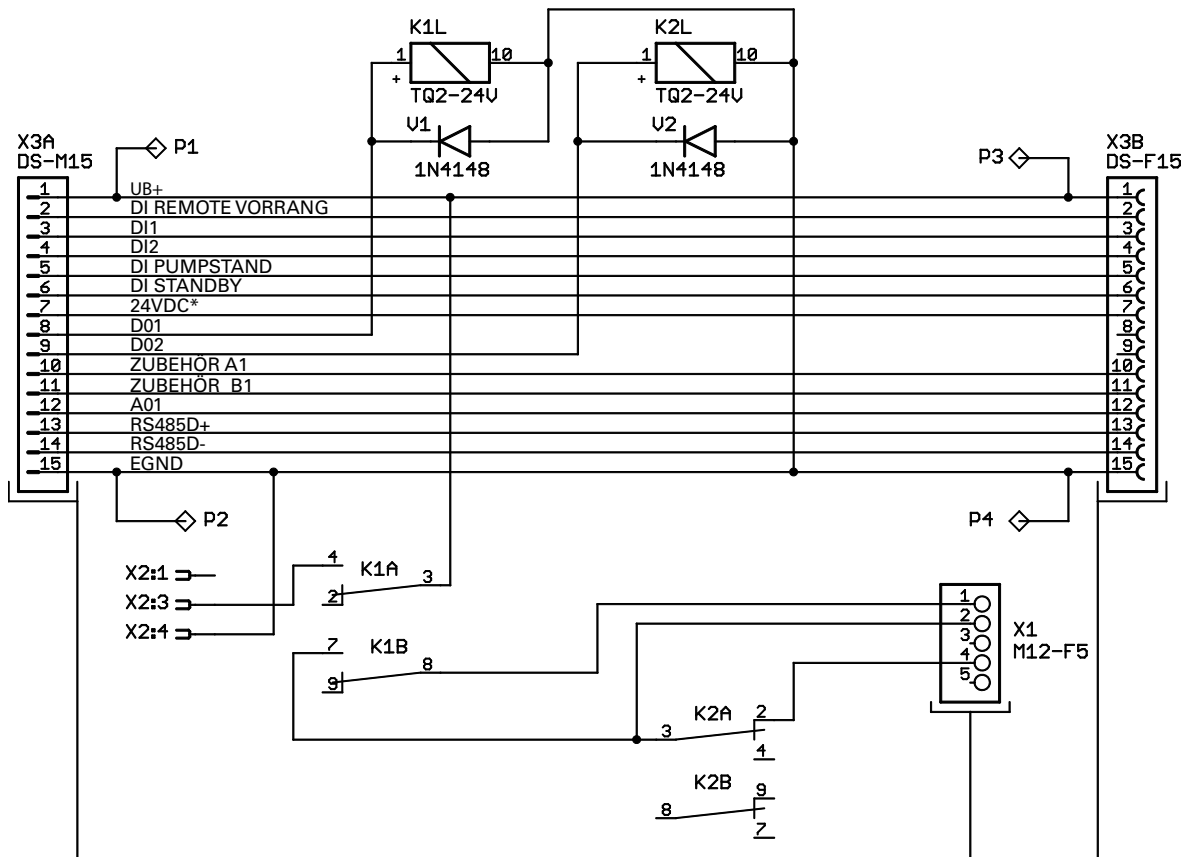 K1L
K2L
1
10
1
10
+
+
TQ2-24V
TQ2-24V
V1
V2
1N4148
1N4148
X3A
DS-M15
P1
P3
X3B
DS-F15
1 UB+ 1
2 DI REMOTE VORRANG 2
3 DI1 3
4 DI2 4
5 DI PUMPSTAND 5
6 DI STANDBY 6
7 24VDC* 7
8 D01 8
9 D02 9
10 ZUBEHÖR A1 10
11 ZUBEHÖR B1 11
12 A01 12
13 RS485D+ 13
14 RS485D- 14
15 EGND 15
P2
P4
X2:1
X2:3
X2:4
4
K1A
3
2
7
K1B
8
9
1
2
3
4
5
X1
M12-F5
K2A
2
3
4
K2B
9
8
7